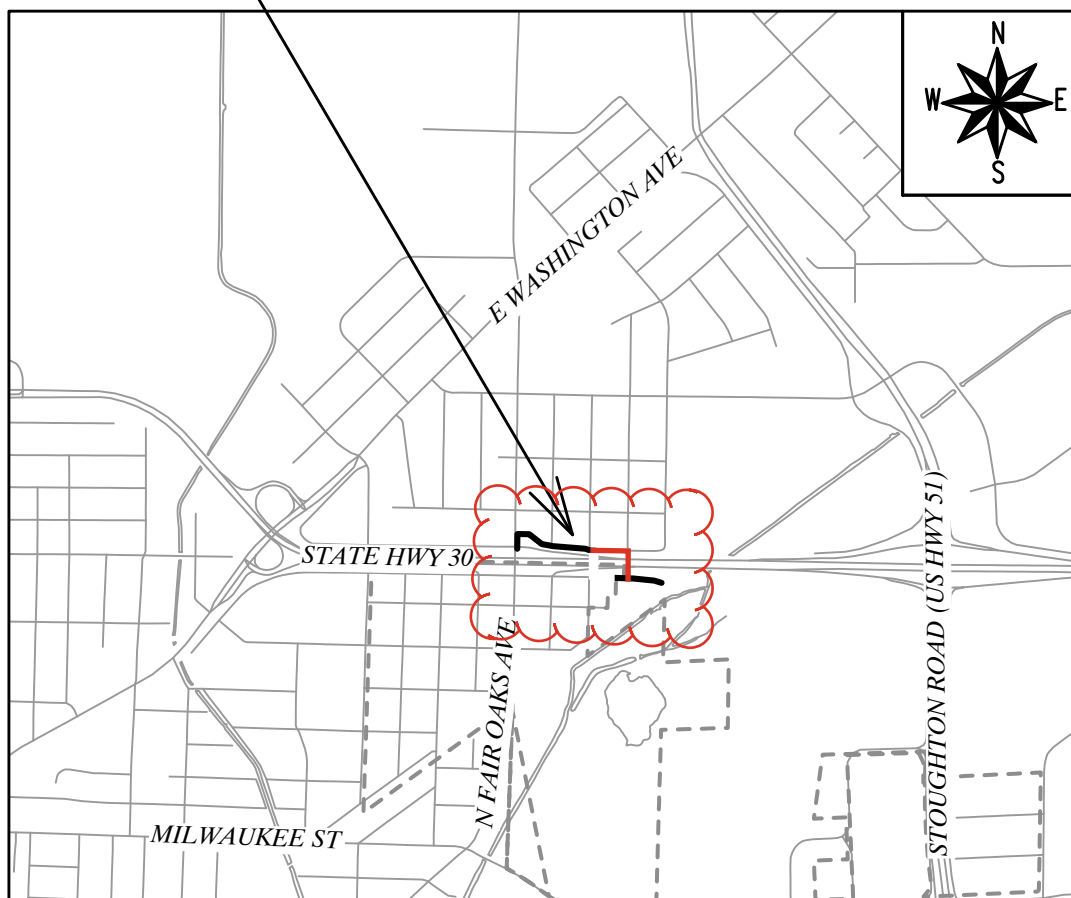 N
W E
S
E WASHINGTON AVE
STATE HWY 30
STOUGHTON ROAD (US HWY 51)
N FAIR OAKS AVE
MILWAUKEE ST